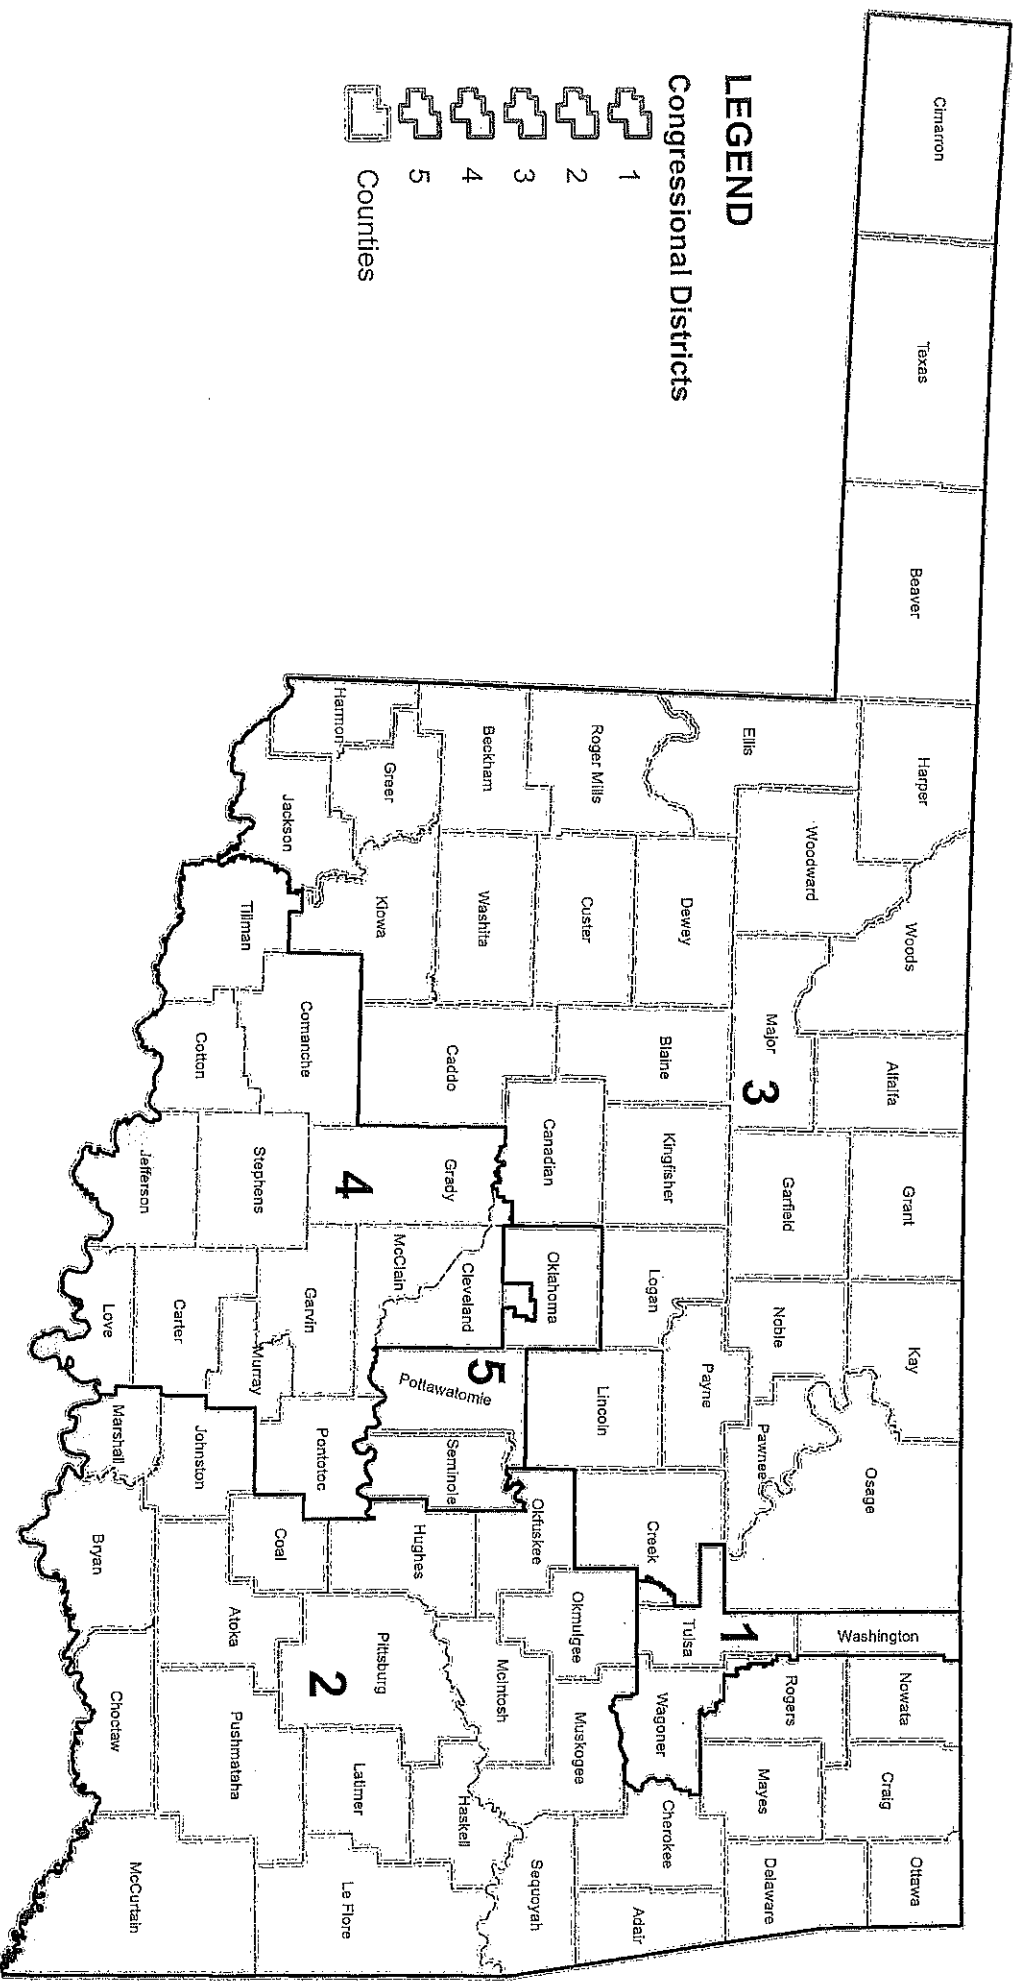 LEGEND
Congressional Districts
1
2
3
4
5
Counties
Cimarron
Texas
Beaver
Harper
Woods
Alfalfa
Grant
Kay
Osage
Washington
Nowata
Craig
Ottawa
Ellis
Woodward
Major
3
Garfield
Noble
Pawnee
Rogers
Mayes
Delaware
1
Tulsa
Roger Mills
Dewey
Custer
Blaine
Kingfisher
Logan
Payne
Creek
Wagoner
Cherokee
Adair
Beckham
Washita
Caddo
Canadian
Oklahoma
Lincoln
Okfuskee
Okmulgee
Muskogee
McIntosh
Sequoyah
Harmon
Greer
Kiowa
Grady
McClain
Cleveland
5
Pottawatomie
Seminole
Hughes
Pittsburg
Haskell
Jackson
Tillman
Comanche
4
Stephens
Garvin
Murray
Pontotoc
Coal
2
Latimer
Le Flore
Cotton
Jefferson
Carter
Love
Johnston
Marshall
Atoka
Pushmataha
Bryan
Choctaw
McCurtain